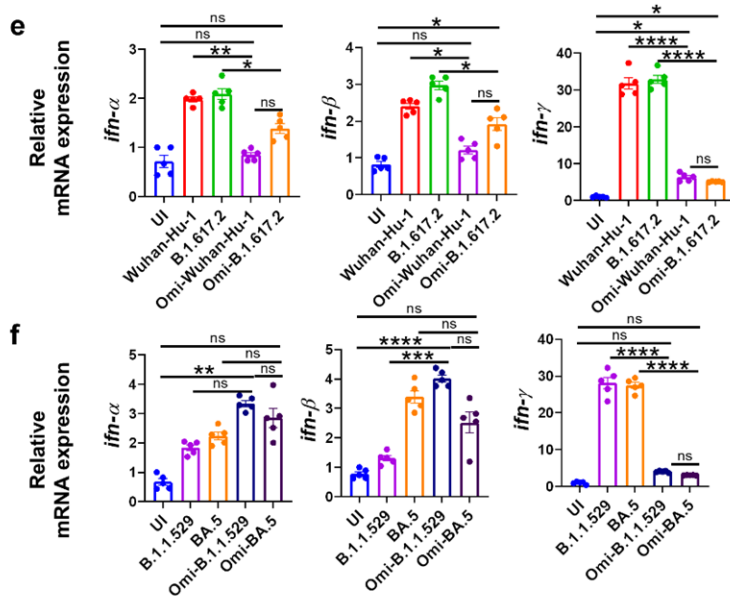 e
Relative
mRNA expression
ns
ns
**
*
ns
ifn-α
3
2
1
0
UI
Wuhan-Hu-1
B.1.617.2
Omi-Wuhan-Hu-1
Omi-B.1.617.2
*
ns
*
*
ns
ifn-β
4
3
2
1
0
UI
Wuhan-Hu-1
B.1.617.2
Omi-Wuhan-Hu-1
Omi-B.1.617.2
*
*
****
****
ns
ifn-γ
40
30
20
10
0
UI
Wuhan-Hu-1
B.1.617.2
Omi-Wuhan-Hu-1
Omi-B.1.617.2
f
Relative
mRNA expression
ns
ns
**
ns
ns
ifn-α
5
4
3
2
1
0
UI
B.1.1.529
BA.5
Omi-B.1.1.529
Omi-BA.5
ns
ns
****
ns
***
ifn-β
5
4
3
2
1
0
UI
B.1.1.529
BA.5
Omi-B.1.1.529
Omi-BA.5
ns
ns
****
****
ns
ifn-γ
40
30
20
10
0
UI
B.1.1.529
BA.5
Omi-B.1.1.529
Omi-BA.5